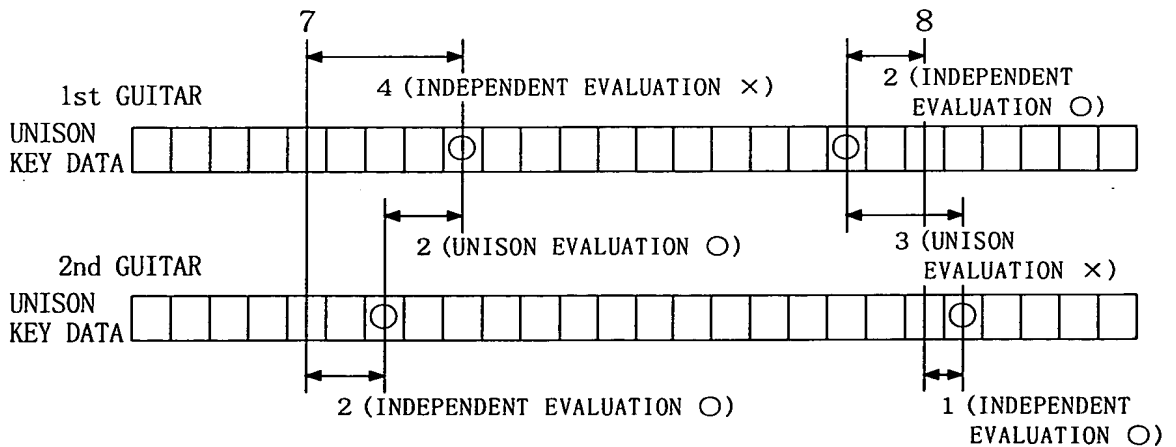 7
8
4 (INDEPENDENT EVALUATION ×)
2 (INDEPENDENT
EVALUATION ○)
1st GUITAR
UNISON
KEY DATA
2 (UNISON EVALUATION ○)
3 (UNISON
EVALUATION ×)
2nd GUITAR
UNISON
KEY DATA
2 (INDEPENDENT EVALUATION ○)
1 (INDEPENDENT
EVALUATION ○)